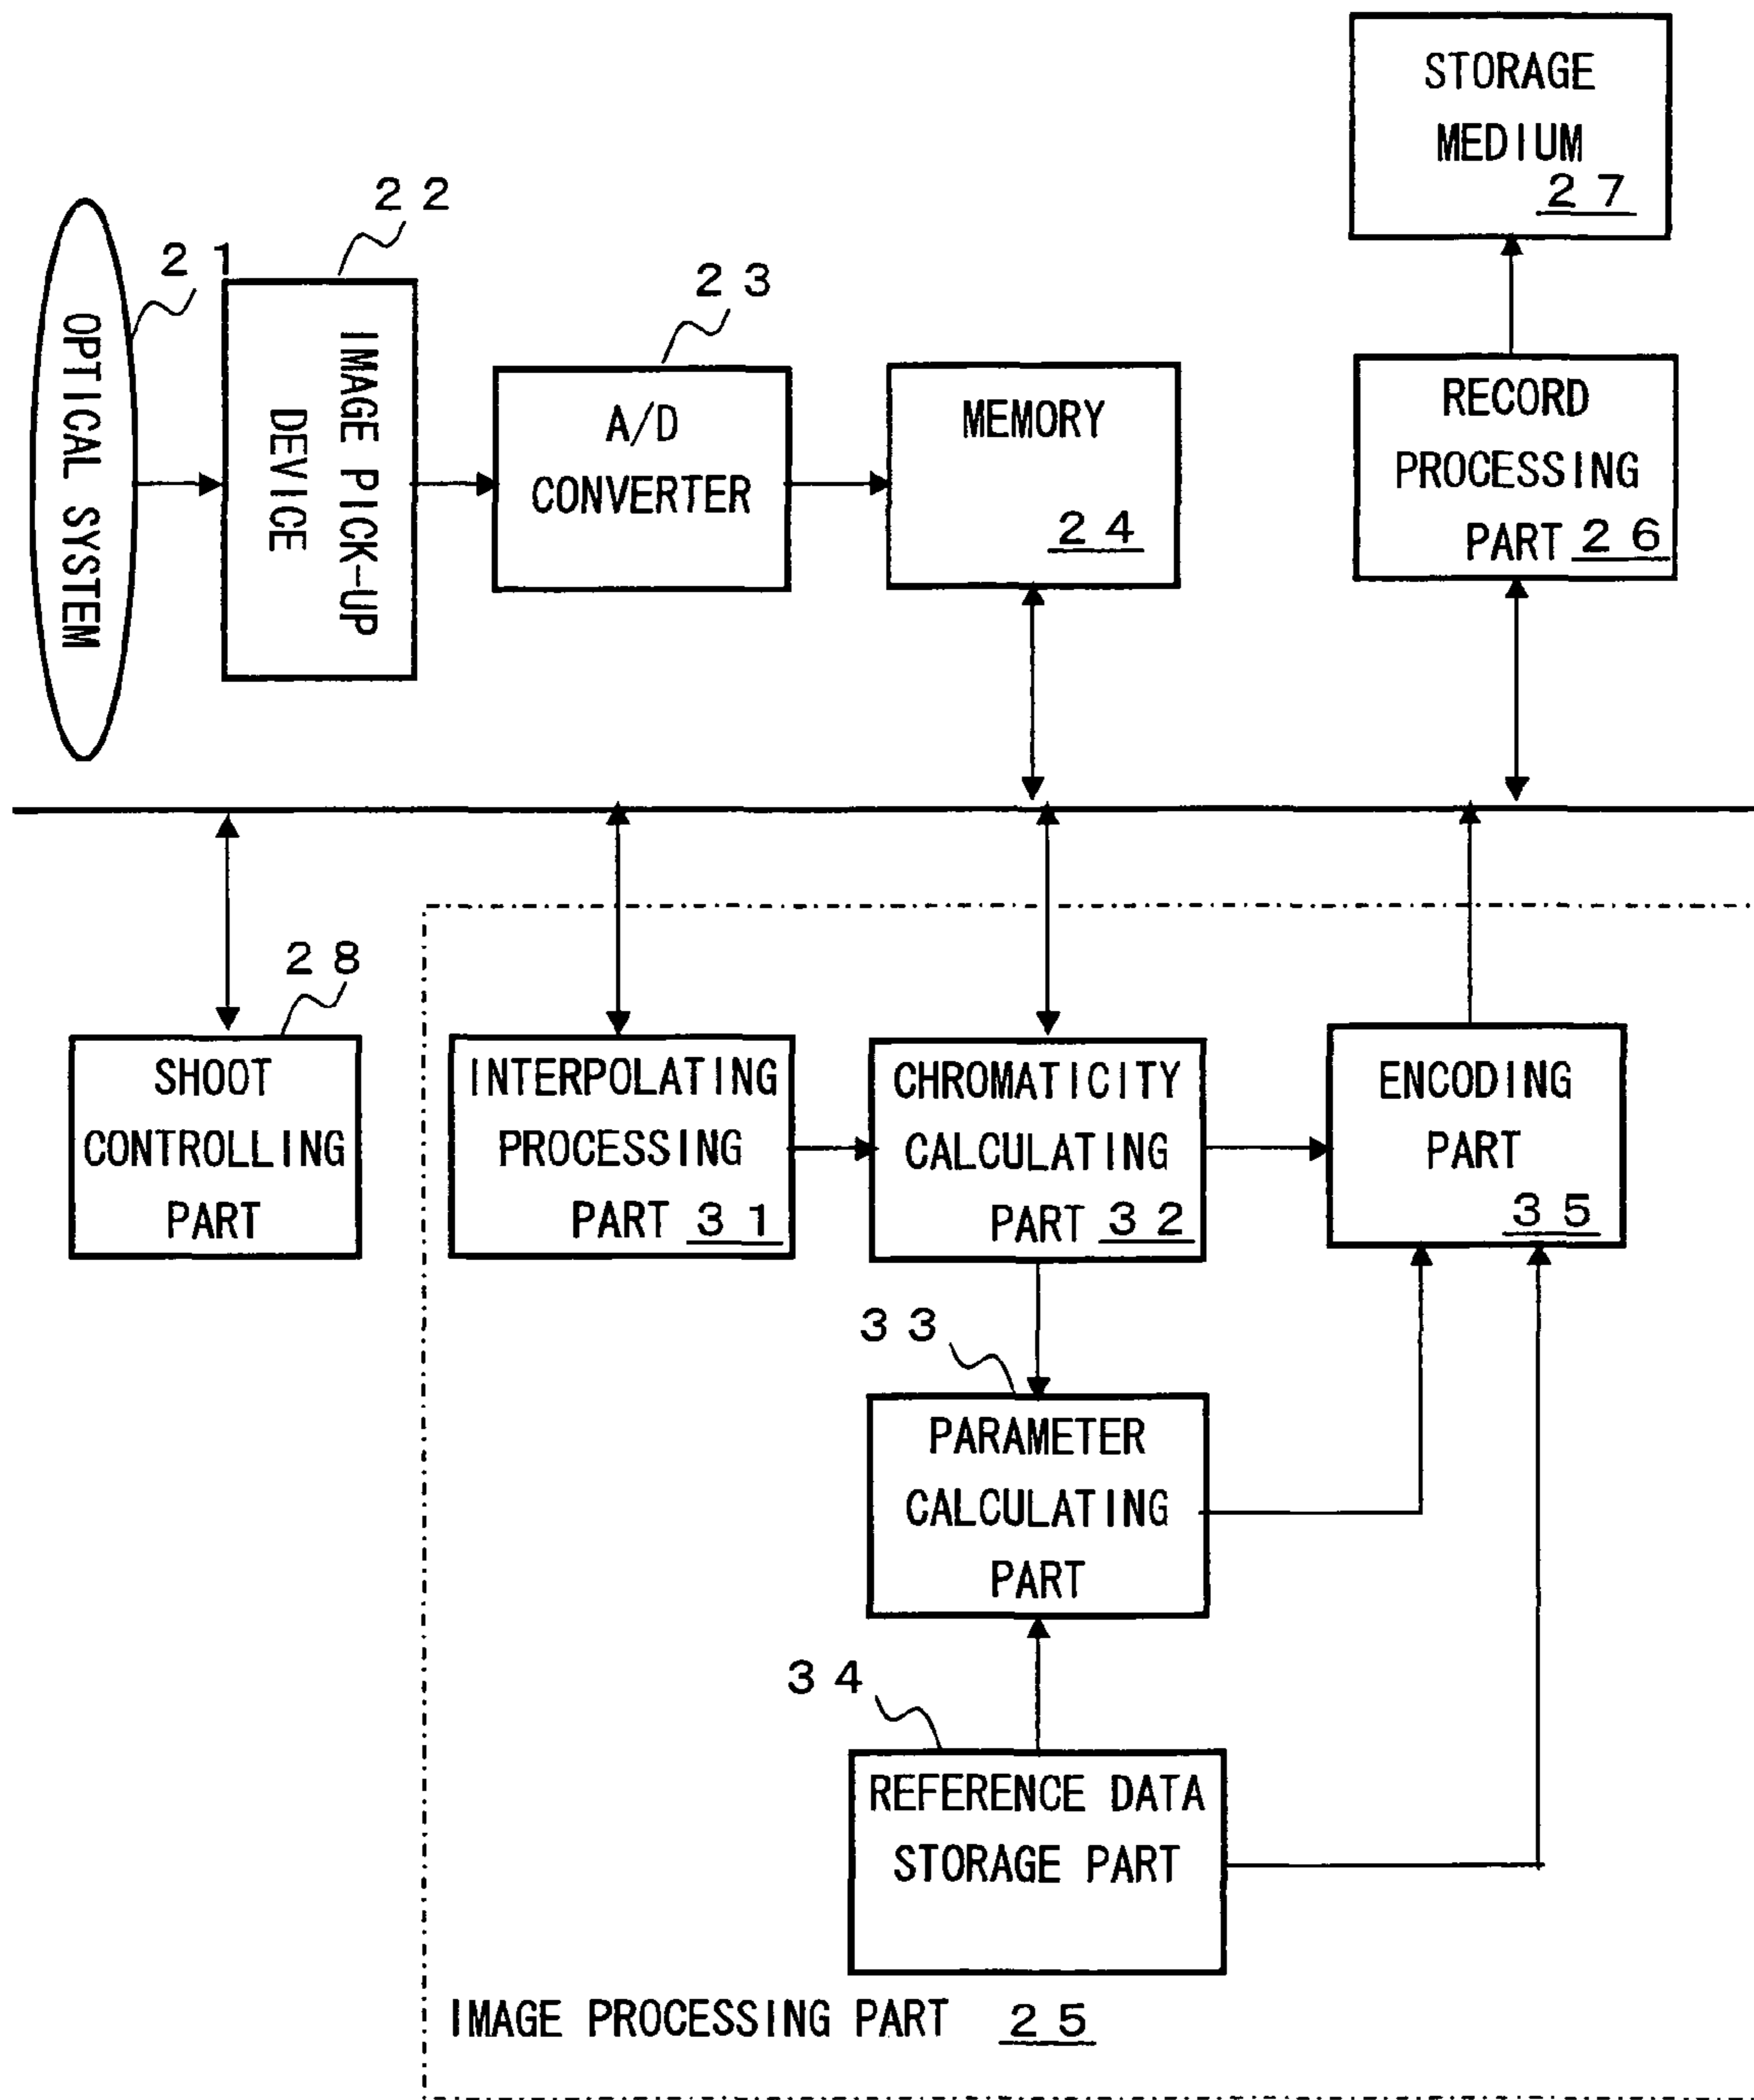 STORAGE
MEDIUM
27
22
21
OPTICAL SYSTEM
IMAGE PICK-UP
DEVICE
23
A/D
CONVERTER
MEMORY
24
RECORD
PROCESSING
PART 26
28
SHOOT
CONTROLLING
PART
INTERPOLATING
PROCESSING
PART 31
CHROMATICITY
CALCULATING
PART 32
ENCODING
PART
35
33
PARAMETER
CALCULATING
PART
34
REFERENCE DATA
STORAGE PART
IMAGE PROCESSING PART 25